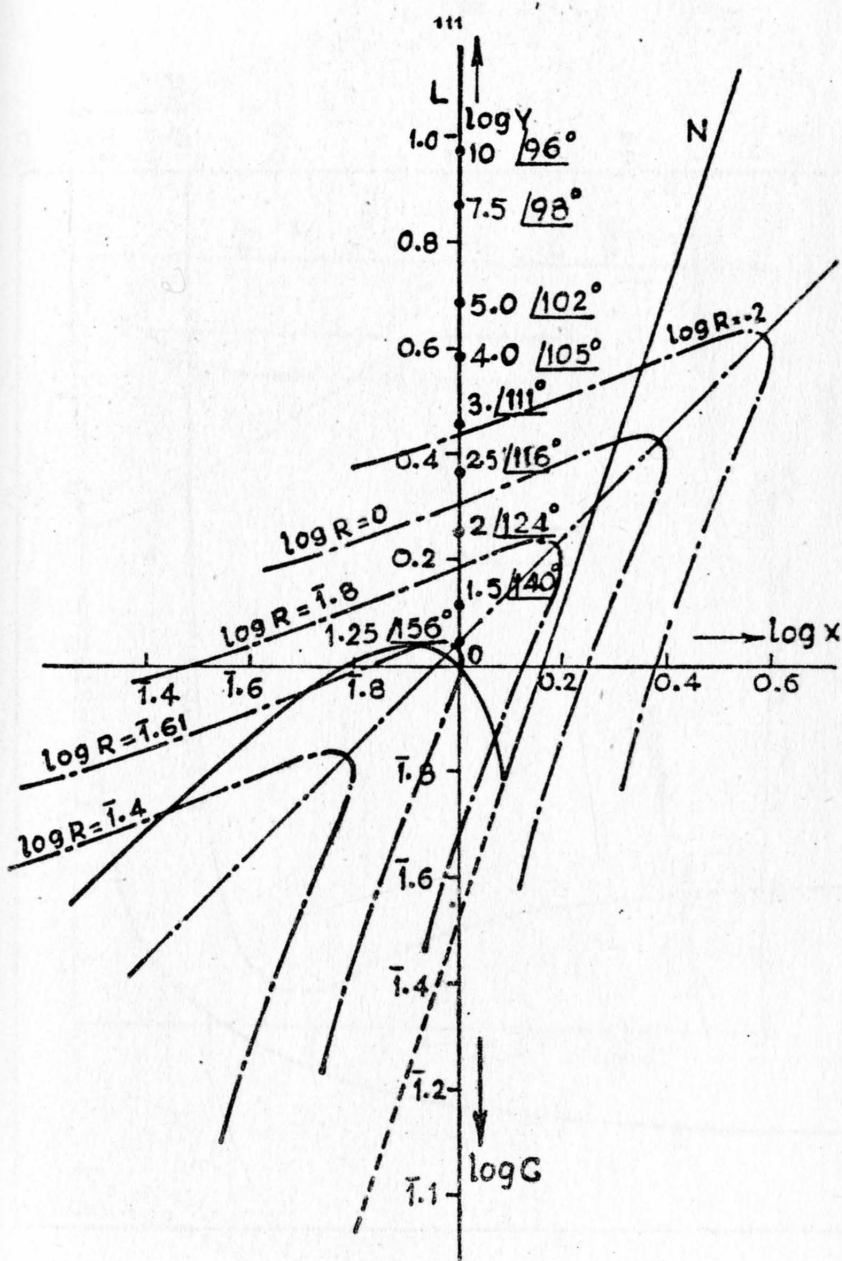 111
L
log Y
1.0
10 /96°
N
7.5 /98°
0.8
5.0 /102°
log R=.2
0.6
4.0 /105°
3. /111°
0.4
25 /116°
log R=0
2 /124°
0.2
log R=1̄.8
1.5 /140°
1.25 /156°
log x
0
1̄.4
1̄.6
1̄.8
0.2
0.4
0.6
log R=1̄.61
1̄.8
log R=1̄.4
1̄.6
1̄.4
1̄.2
log G
1̄.1